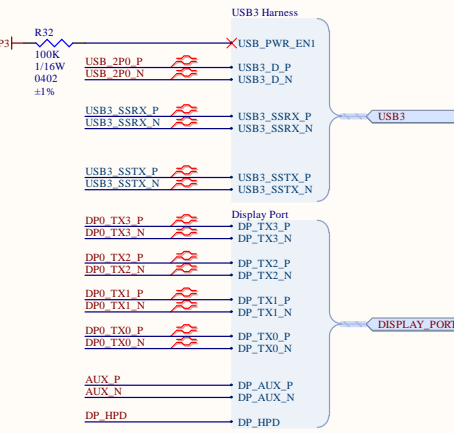 USB3 Harness
R32
P3
USB_PWR_EN1
100K
1/16W
0402
±1%
USB_2P0_P USB3_D_P
USB_2P0_N USB3_D_N
USB3_SSRX_P USB3_SSRX_P
USB3_SSRX_N USB3_SSRX_N
USB3
USB3_SSTX_P USB3_SSTX_P
USB3_SSTX_N USB3_SSTX_N
Display Port
DP0_TX3_P DP_TX3_P
DP0_TX3_N DP_TX3_N
DP0_TX2_P DP_TX2_P
DP0_TX2_N DP_TX2_N
DP0_TX1_P DP_TX1_P
DP0_TX1_N DP_TX1_N
DISPLAY_PORT
DP0_TX0_P DP_TX0_P
DP0_TX0_N DP_TX0_N
AUX_P DP_AUX_P
AUX_N DP_AUX_N
DP_HPD DP_HPD